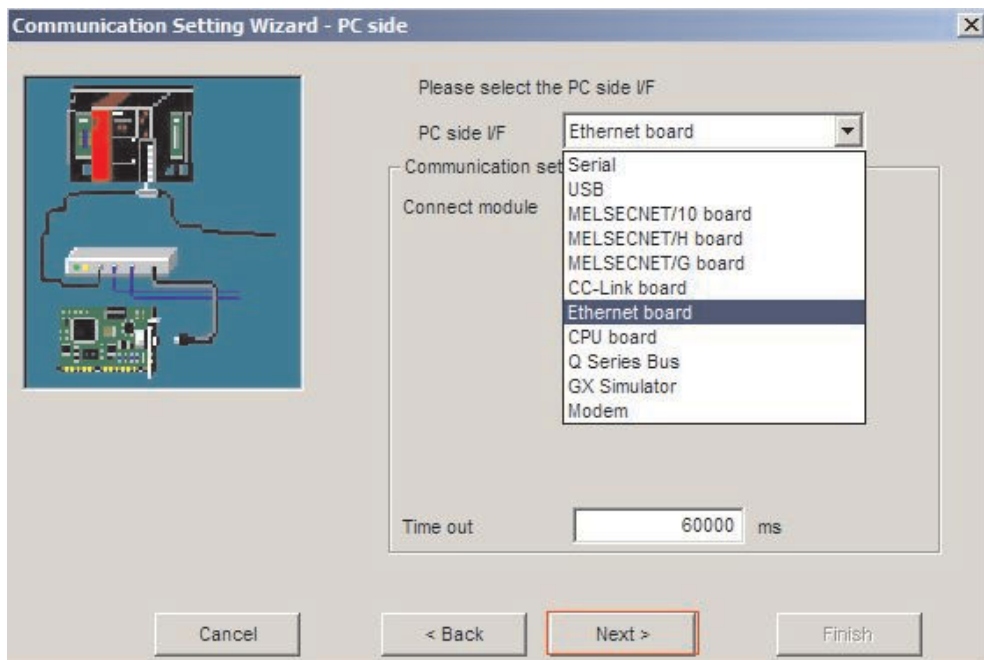 Communication Setting Wizard - PC side
Please select the PC side I/F
PC side I/F
Ethernet board
Communication set
Serial
USB
Connect module
MELSECNET/10 board
MELSECNET/H board
MELSECNET/G board
CC-Link board
Ethernet board
CPU board
Q Series Bus
GX Simulator
Modem
Time out
60000 ms
Cancel
< Back
Next >
Finish